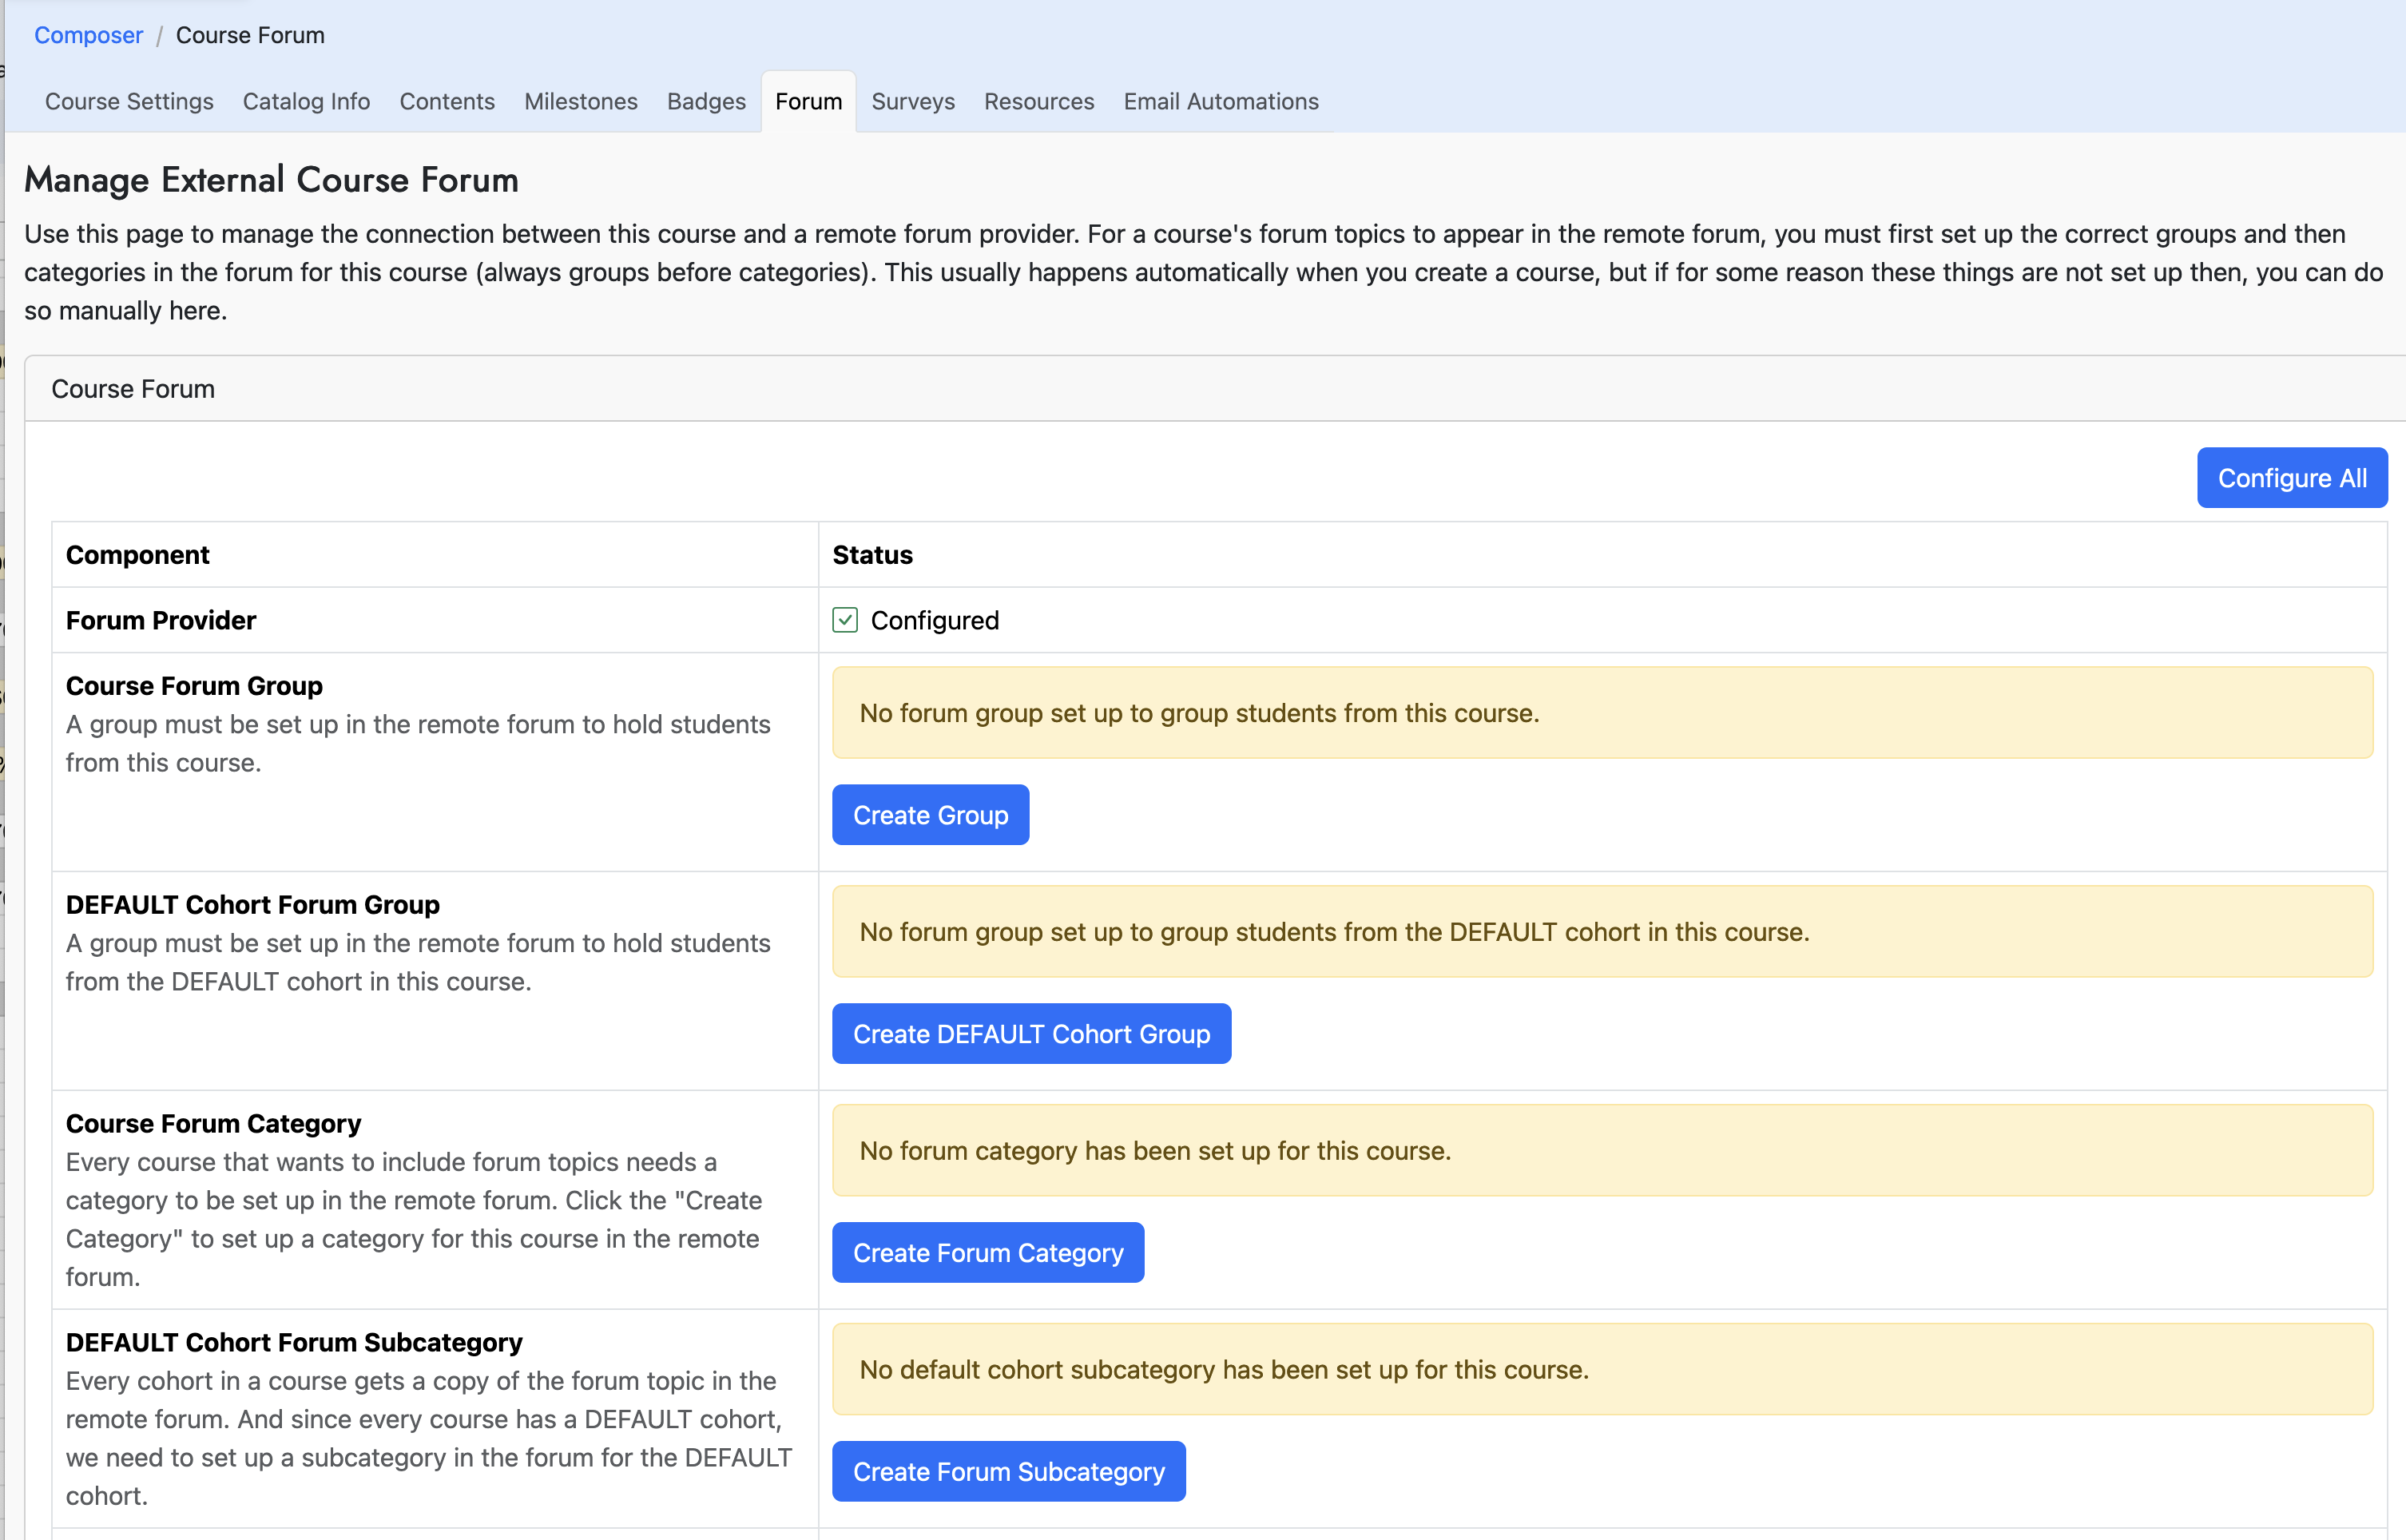 Composer / Course Forum
Course Settings Catalog Info Contents Milestones Badges Forum Surveys Resources Email Automations
Manage External Course Forum
Use this page to manage the connection between this course and a remote forum provider. For a course's forum topics to appear in the remote forum, you must first set up the correct groups and then
categories in the forum for this course (always groups before categories). This usually happens automatically when you create a course, but if for some reason these things are not set up then, you can do
so manually here.
Course Forum
Configure All
Component Status
Forum Provider Configured
Course Forum Group
A group must be set up in the remote forum to hold students
from this course.
No forum group set up to group students from this course.
Create Group
DEFAULT Cohort Forum Group
A group must be set up in the remote forum to hold students
from the DEFAULT cohort in this course.
No forum group set up to group students from the DEFAULT cohort in this course.
Create DEFAULT Cohort Group
Course Forum Category
Every course that wants to include forum topics needs a
category to be set up in the remote forum. Click the "Create
Category" to set up a category for this course in the remote
forum.
No forum category has been set up for this course.
Create Forum Category
DEFAULT Cohort Forum Subcategory
Every cohort in a course gets a copy of the forum topic in the
remote forum. And since every course has a DEFAULT cohort,
we need to set up a subcategory in the forum for the DEFAULT
cohort.
No default cohort subcategory has been set up for this course.
Create Forum Subcategory